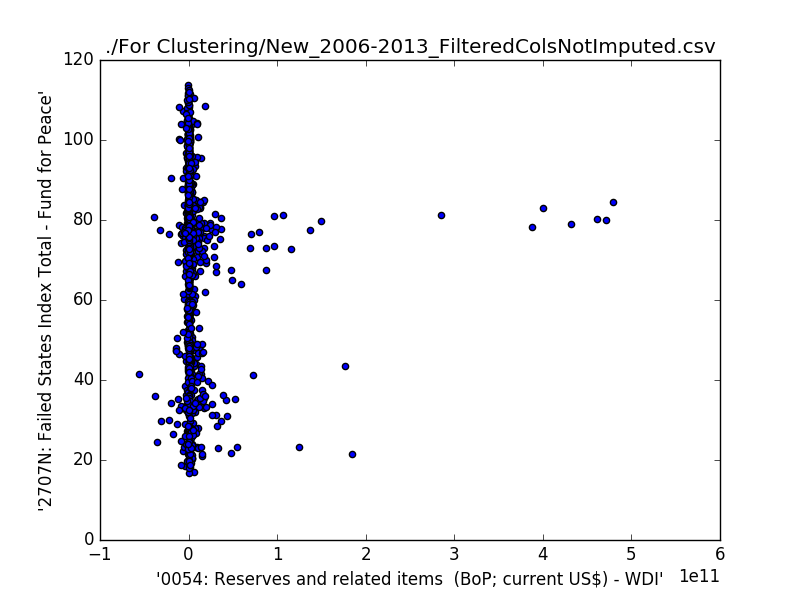 ./For Clustering/New_2006-2013_FilteredColsNotImputed.csv
120
100
80
60
40
20
0
'2707N: Failed States Index Total - Fund for Peace'
−1 0 1 2 3 4 5 6
1e11
'0054: Reserves and related items  (BoP; current US$) - WDI'